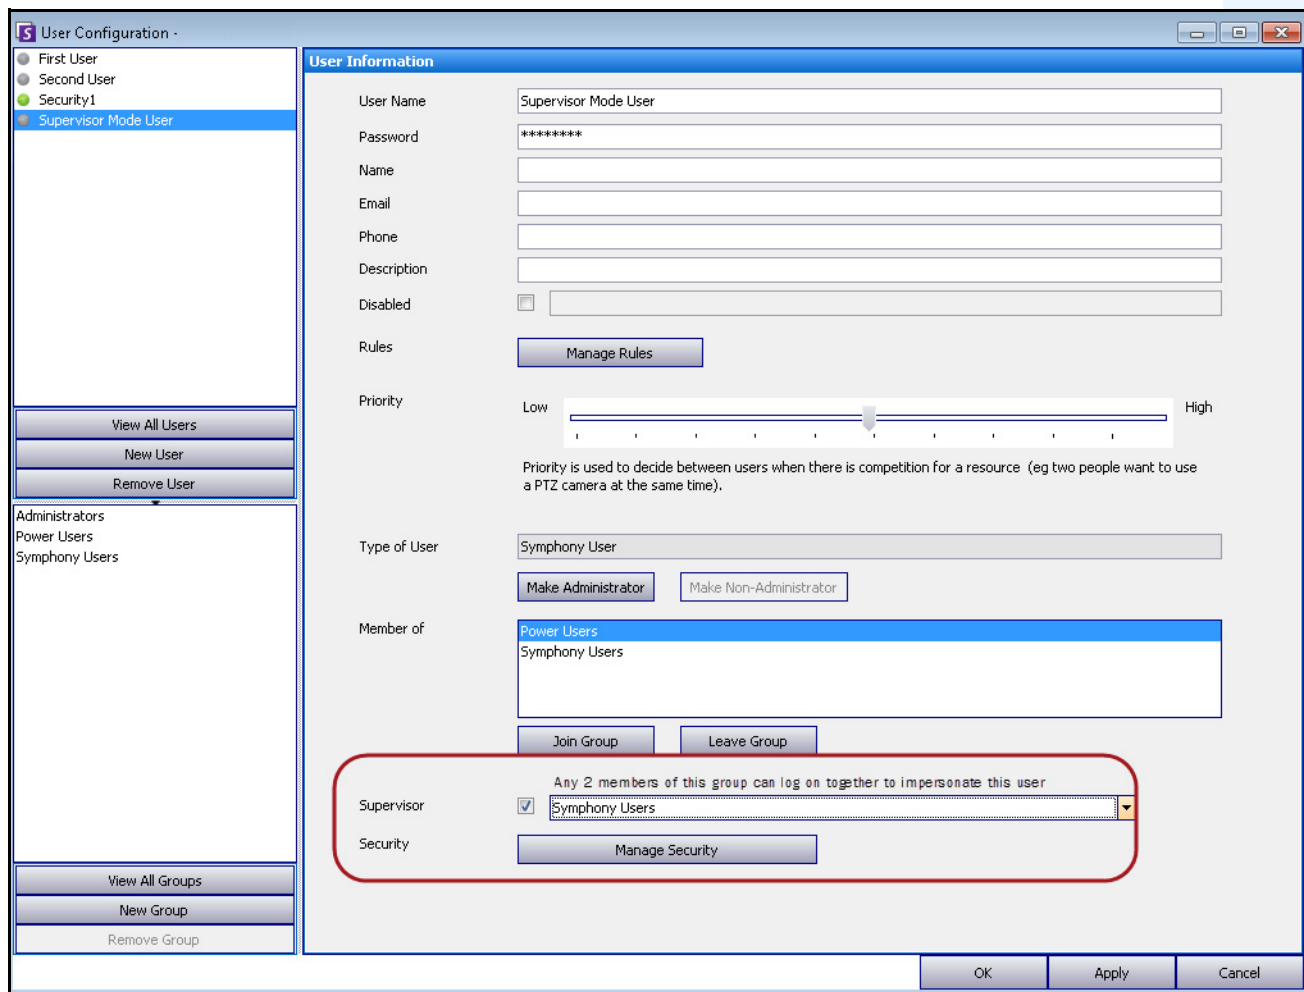 User Configuration -
First User
Second User
Security1
Supervisor Mode User
View All Users
New User
Remove User
Administrators
Power Users
Symphony Users
View All Groups
New Group
Remove Group
User Information
User Name Supervisor Mode User
Password ********
Name
Email
Phone
Description
Disabled
Rules Manage Rules
Priority Low High
Priority is used to decide between users when there is competition for a resource (eg two people want to use
a PTZ camera at the same time).
Type of User Symphony User
Make Administrator Make Non-Administrator
Member of Power Users
Symphony Users
Join Group Leave Group
Any 2 members of this group can log on together to impersonate this user
Supervisor Symphony Users
Security Manage Security
OK Apply Cancel